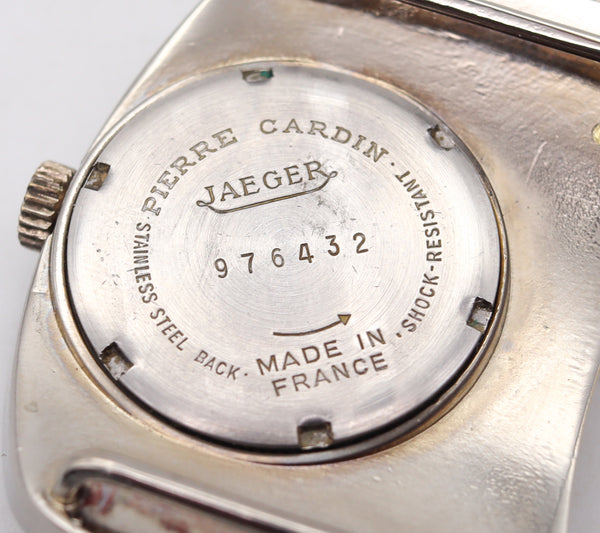 PIERRE CARDIN
JAEGER
976432
MADE IN
FRANCE
· STAINLESS STEEL BACK ·
· SHOCK-RESISTANT ·